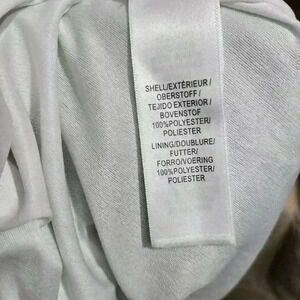 SHELL/EXTÉRIEUR/
OBERSTOFF/
TEJIDO EXTERIOR/
BOVENSTOF
100%POLYESTER/
POLIESTER
LINING/DOUBLURE/
FUTTER/
FORRO/VOERING
100%POLYESTER/
POLIESTER